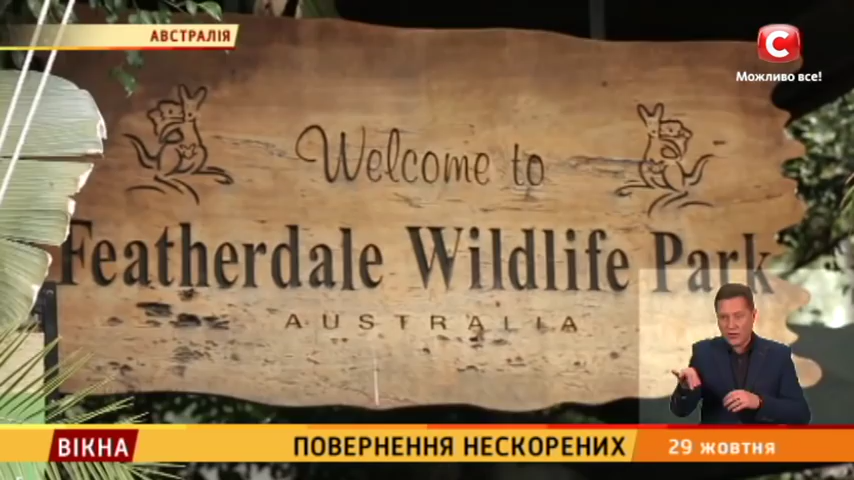 АВСТРАЛІЯ
C
Можливо все!
Welcome to
Featherdale Wildlife Park
AUSTRALIA
ВІКНА
ПОВЕРНЕННЯ НЕСКОРЕНИХ
29 жовтня